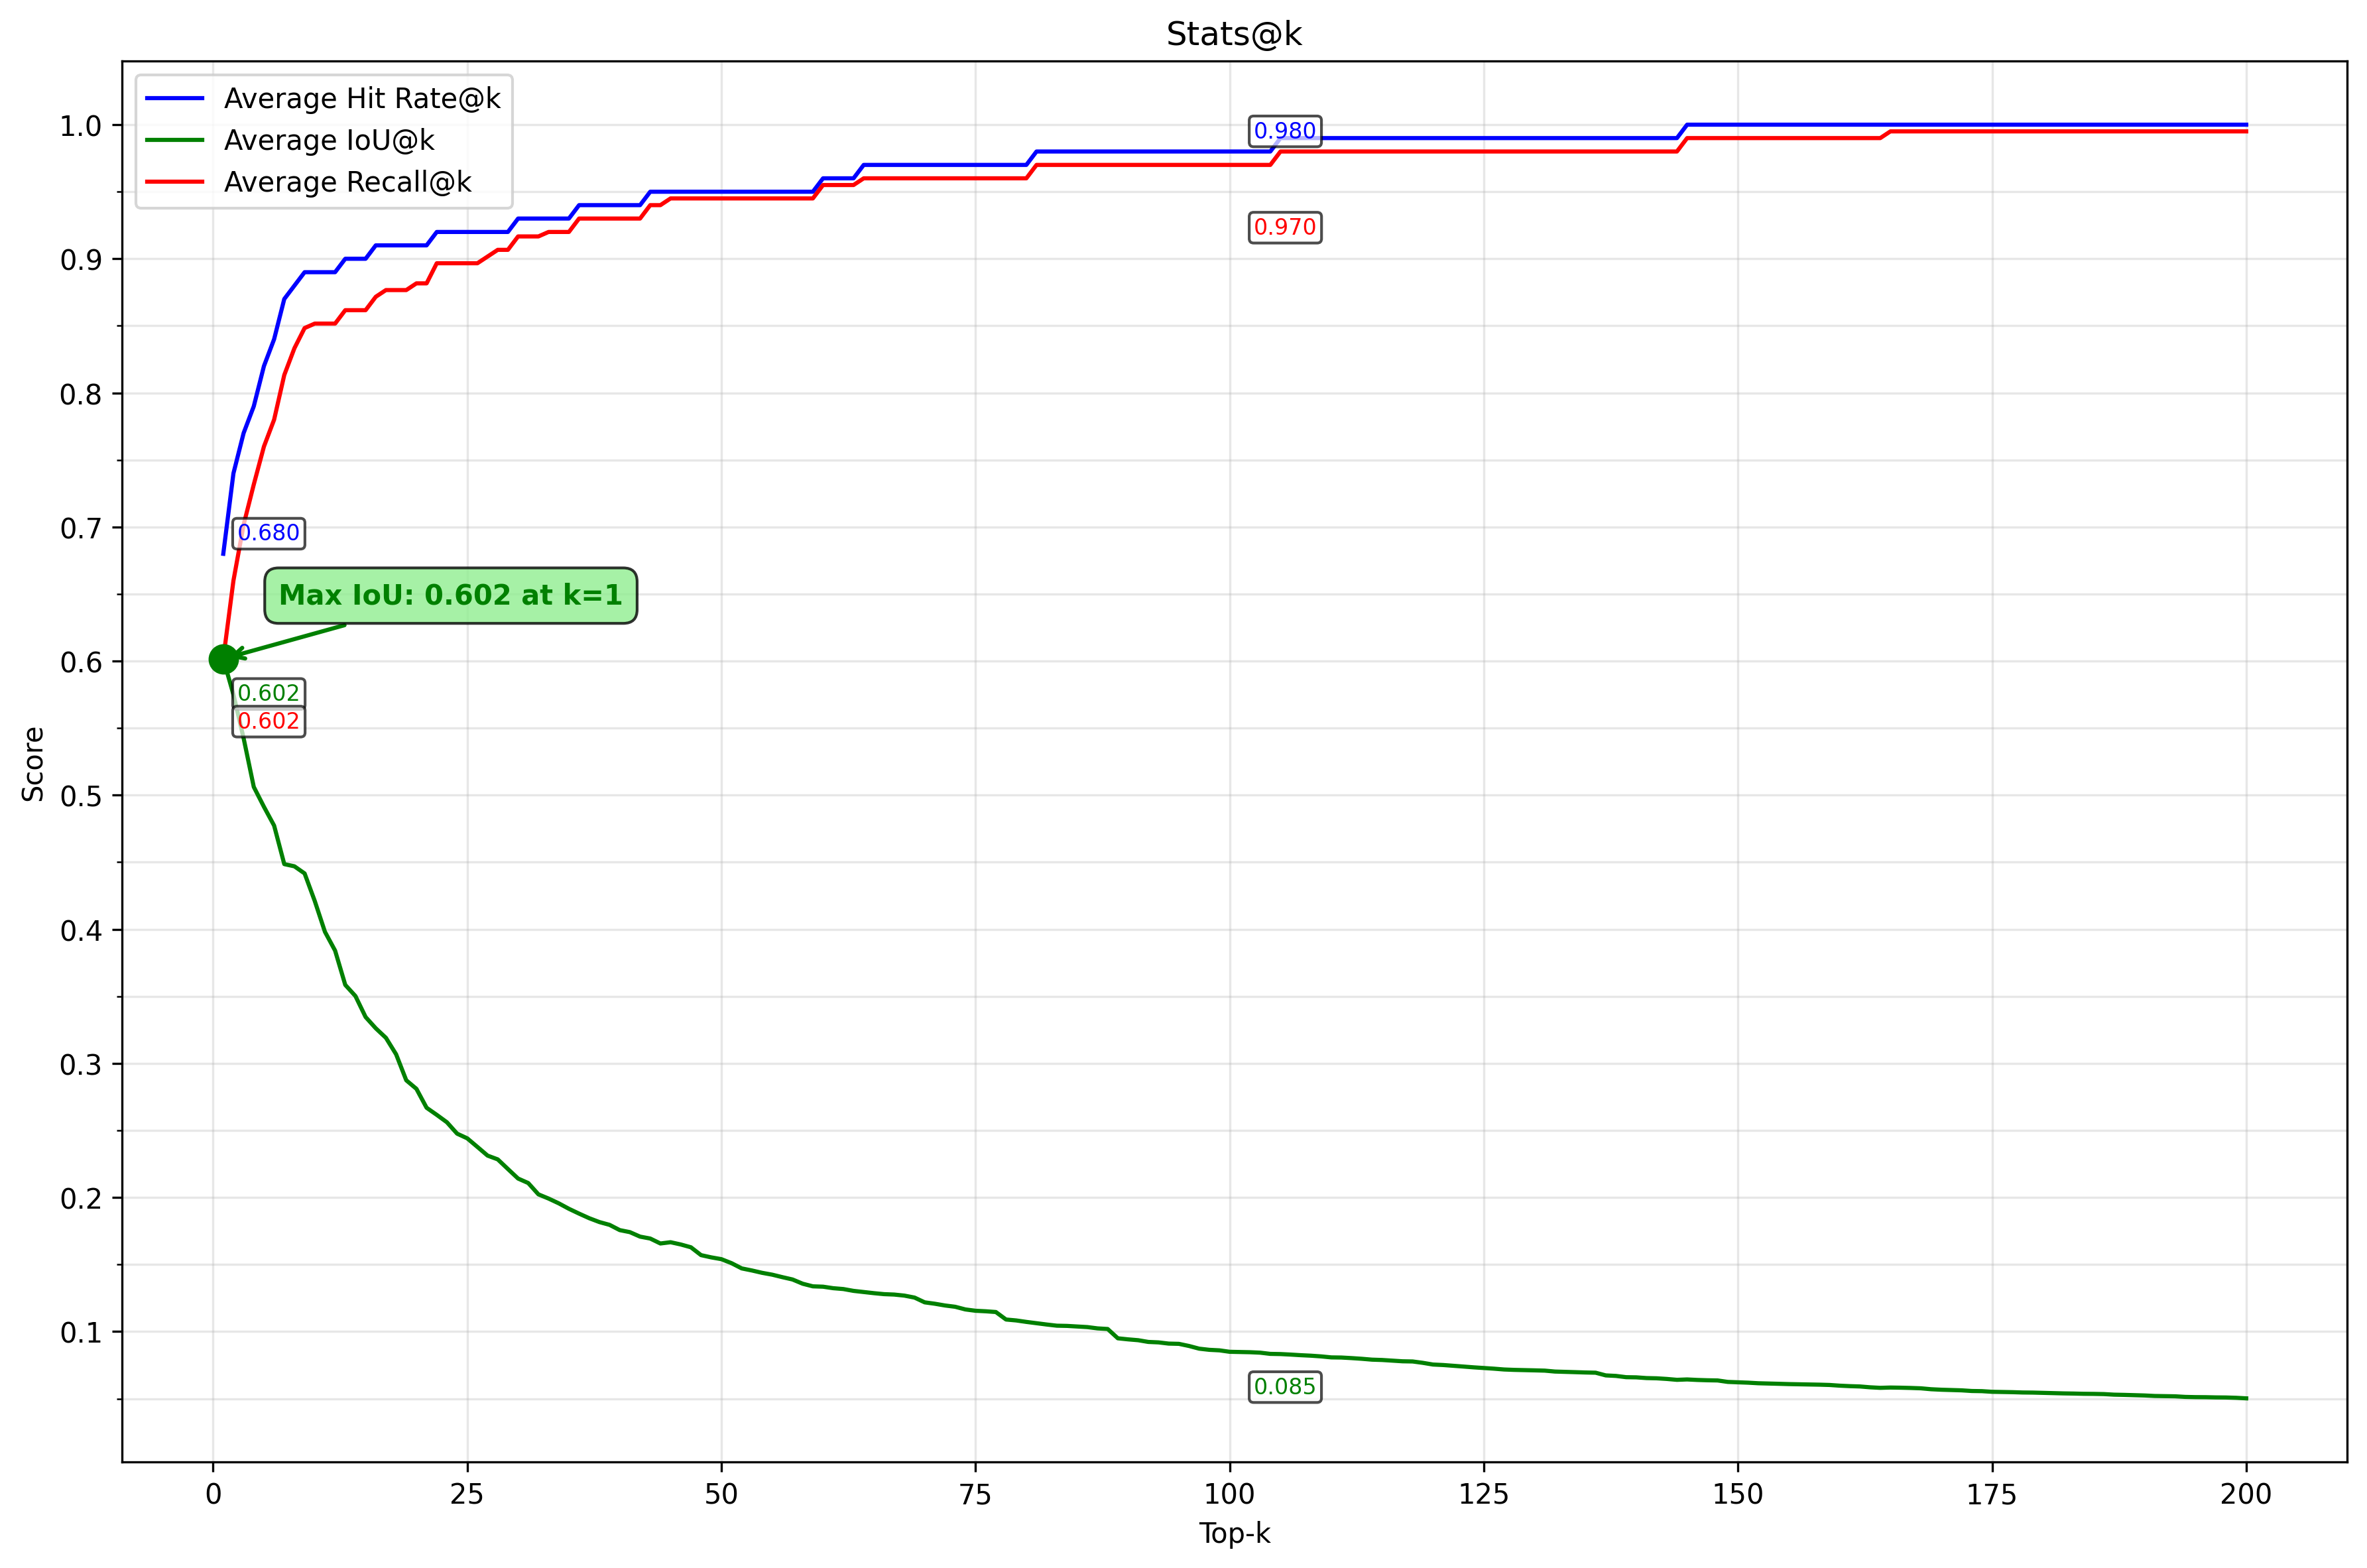 Stats@k
Average Hit Rate@k
Average IoU@k
Average Recall@k
1.0
0.9
0.8
0.7
0.6
0.5
0.4
0.3
0.2
0.1
Score
0.980
0.970
0.680
Max IoU: 0.602 at k=1
0.602
0.602
0.085
0 25 50 75 100 125 150 175 200
Top-k